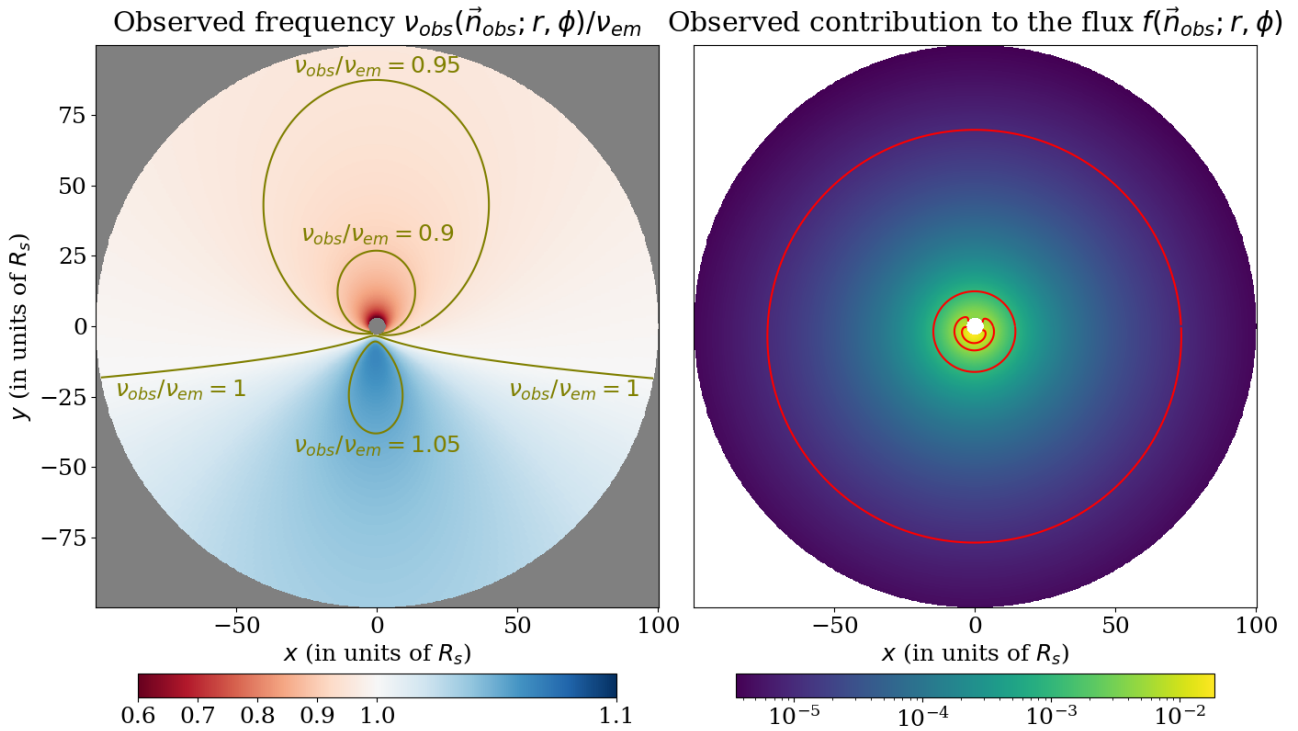 Observed frequency ν_obs(n⃗_obs; r, ϕ)/ν_em
Observed contribution to the flux f(n⃗_obs; r, ϕ)
ν_obs/ν_em = 0.95
ν_obs/ν_em = 0.9
ν_obs/ν_em = 1
ν_obs/ν_em = 1
ν_obs/ν_em = 1.05
75
50
25
0
−25
−50
−75
y (in units of R_s)
−50 0 50 100
x (in units of R_s)
−50 0 50 100
x (in units of R_s)
0.6 0.7 0.8 0.9 1.0 1.1
10^−5 10^−4 10^−3 10^−2